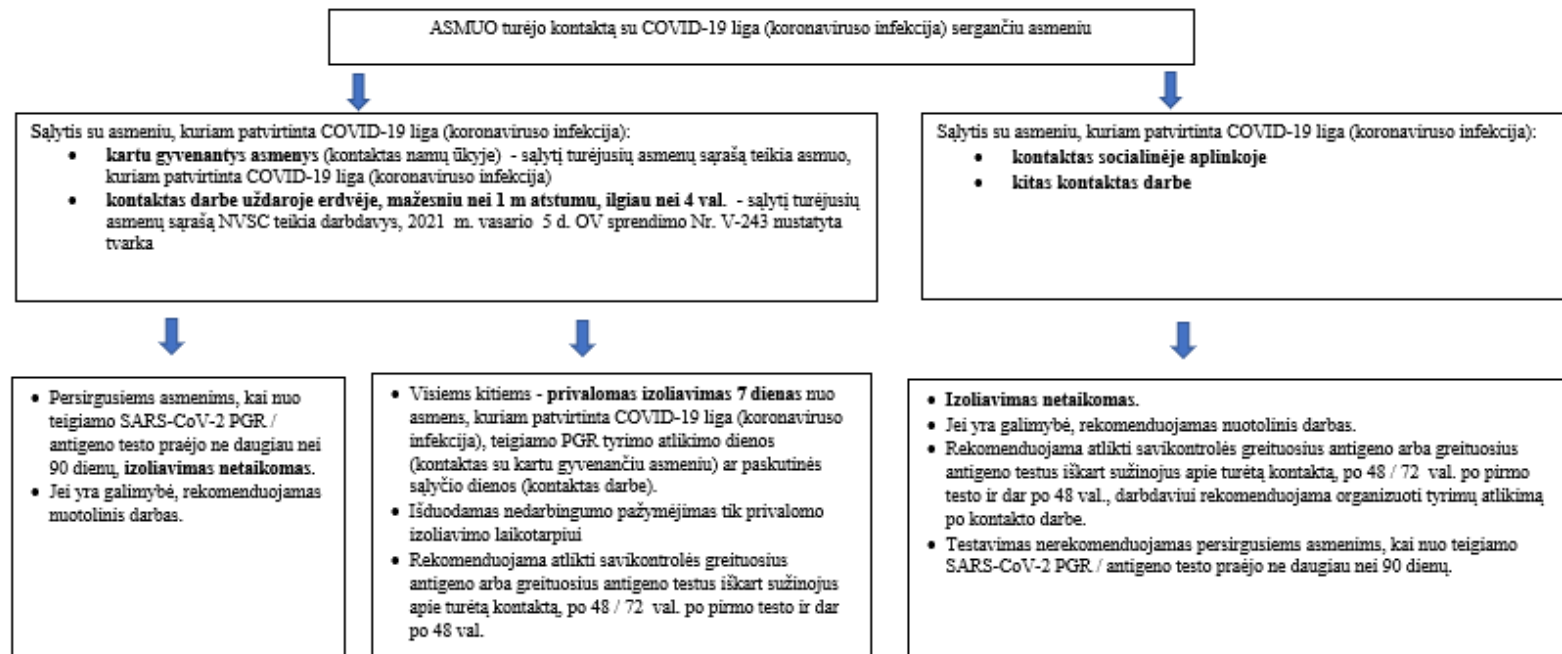 ASMUO turėjo kontaktą su COVID-19 liga (koronaviruso infekcija) sergančiu asmeniu
Sąlytis su asmeniu, kuriam patvirtinta COVID-19 liga (koronaviruso infekcija):
• kartu gyvenantys asmenys (kontaktas namų ūkyje) - sąlytį turėjusių asmenų sąrašą teikia asmuo,
kuriam patvirtinta COVID-19 liga (koronaviruso infekcija)
• kontaktas darbe uždaroje erdvėje, mažesniu nei 1 m atstumu, ilgiau nei 4 val. - sąlytį turėjusių
asmenų sąrašą NVSC teikia darbdavys, 2021 m. vasario 5 d. OV sprendimo Nr. V-243 nustatyta
tvarka
Sąlytis su asmeniu, kuriam patvirtinta COVID-19 liga (koronaviruso infekcija):
• kontaktas socialinėje aplinkoje
• kitas kontaktas darbe
• Persirgusiems asmenims, kai nuo
teigiamo SARS-CoV-2 PGR /
antigeno testo praėjo ne daugiau nei
90 dienų, izoliavimas netaikomas.
• Jei yra galimybė, rekomenduojamas
nuotolinis darbas.
• Visiems kitiems - privalomas izoliavimas 7 dienas nuo
asmens, kuriam patvirtinta COVID-19 liga (koronaviruso
infekcija), teigiamo PGR tyrimo atlikimo dienos
(kontaktas su kartu gyvenančiu asmeniu) ar paskutinės
sąlyčio dienos (kontaktas darbe).
• Išduodamas nedarbingumo pažymėjimas tik privalomo
izoliavimo laikotarpiui
• Rekomenduojama atlikti savikontrolės greituosius
antigeno arba greituosius antigeno testus iškart sužinojus
apie turėtą kontaktą, po 48 / 72 val. po pirmo testo ir dar
po 48 val.
• Izoliavimas netaikomas.
• Jei yra galimybė, rekomenduojamas nuotolinis darbas.
• Rekomenduojama atlikti savikontrolės greituosius antigeno arba greituosius
antigeno testus iškart sužinojus apie turėtą kontaktą, po 48 / 72 val. po pirmo
testo ir dar po 48 val., darbdaviui rekomenduojama organizuoti tyrimų atlikimą
po kontakto darbe.
• Testavimas nerekomenduojamas persirgusiems asmenims, kai nuo teigiamo
SARS-CoV-2 PGR / antigeno testo praėjo ne daugiau nei 90 dienų.